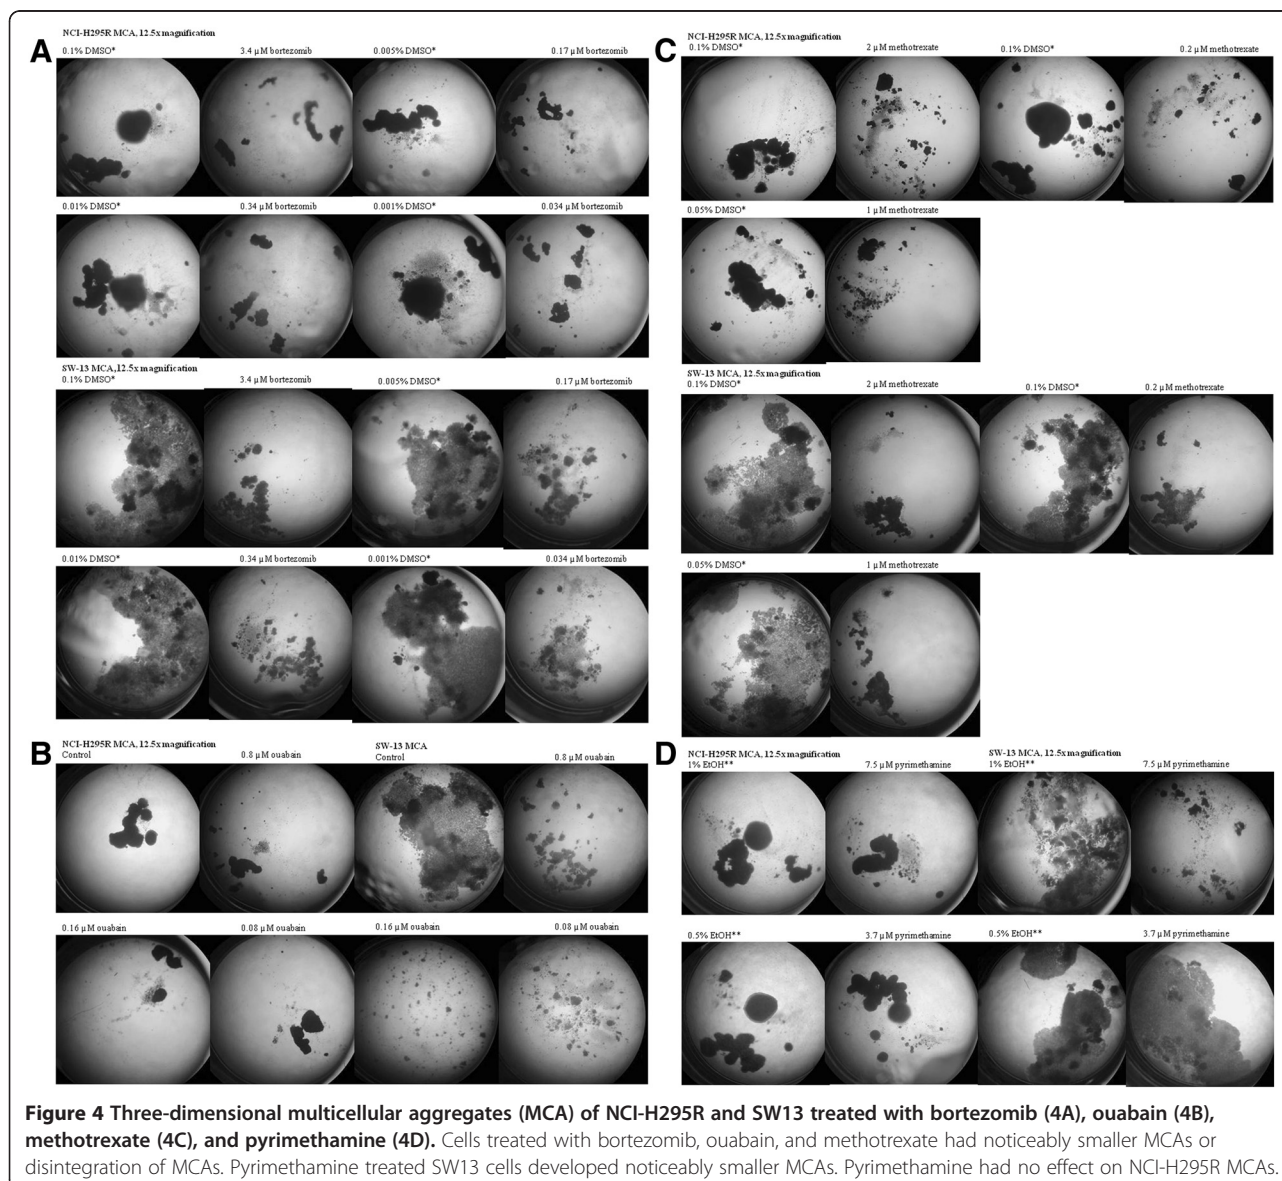 A
NCI-H295R MCA, 12.5x magnification
0.1% DMSO* 3.4 µM bortezomib 0.005% DMSO* 0.17 µM bortezomib
0.01% DMSO* 0.34 µM bortezomib 0.001% DMSO* 0.034 µM bortezomib
SW-13 MCA,12.5x magnification
0.1% DMSO* 3.4 µM bortezomib 0.005% DMSO* 0.17 µM bortezomib
0.01% DMSO* 0.34 µM bortezomib 0.001% DMSO* 0.034 µM bortezomib
B
NCI-H295R MCA, 12.5x magnification SW-13 MCA
Control 0.8 µM ouabain Control 0.8 µM ouabain
0.16 µM ouabain 0.08 µM ouabain 0.16 µM ouabain 0.08 µM ouabain
C
NCI-H295R MCA, 12.5x magnification
0.1% DMSO* 2 µM methotrexate 0.1% DMSO* 0.2 µM methotrexate
0.05% DMSO* 1 µM methotrexate
SW-13 MCA, 12.5x magnification
0.1% DMSO* 2 µM methotrexate 0.1% DMSO* 0.2 µM methotrexate
0.05% DMSO* 1 µM methotrexate
D
NCI-H295R MCA, 12.5x magnification SW-13 MCA, 12.5x magnification
1% EtOH** 7.5 µM pyrimethamine 1% EtOH** 7.5 µM pyrimethamine
0.5% EtOH** 3.7 µM pyrimethamine 0.5% EtOH** 3.7 µM pyrimethamine
Figure 4 Three-dimensional multicellular aggregates (MCA) of NCI-H295R and SW13 treated with bortezomib (4A), ouabain (4B),
methotrexate (4C), and pyrimethamine (4D). Cells treated with bortezomib, ouabain, and methotrexate had noticeably smaller MCAs or
disintegration of MCAs. Pyrimethamine treated SW13 cells developed noticeably smaller MCAs. Pyrimethamine had no effect on NCI-H295R MCAs.